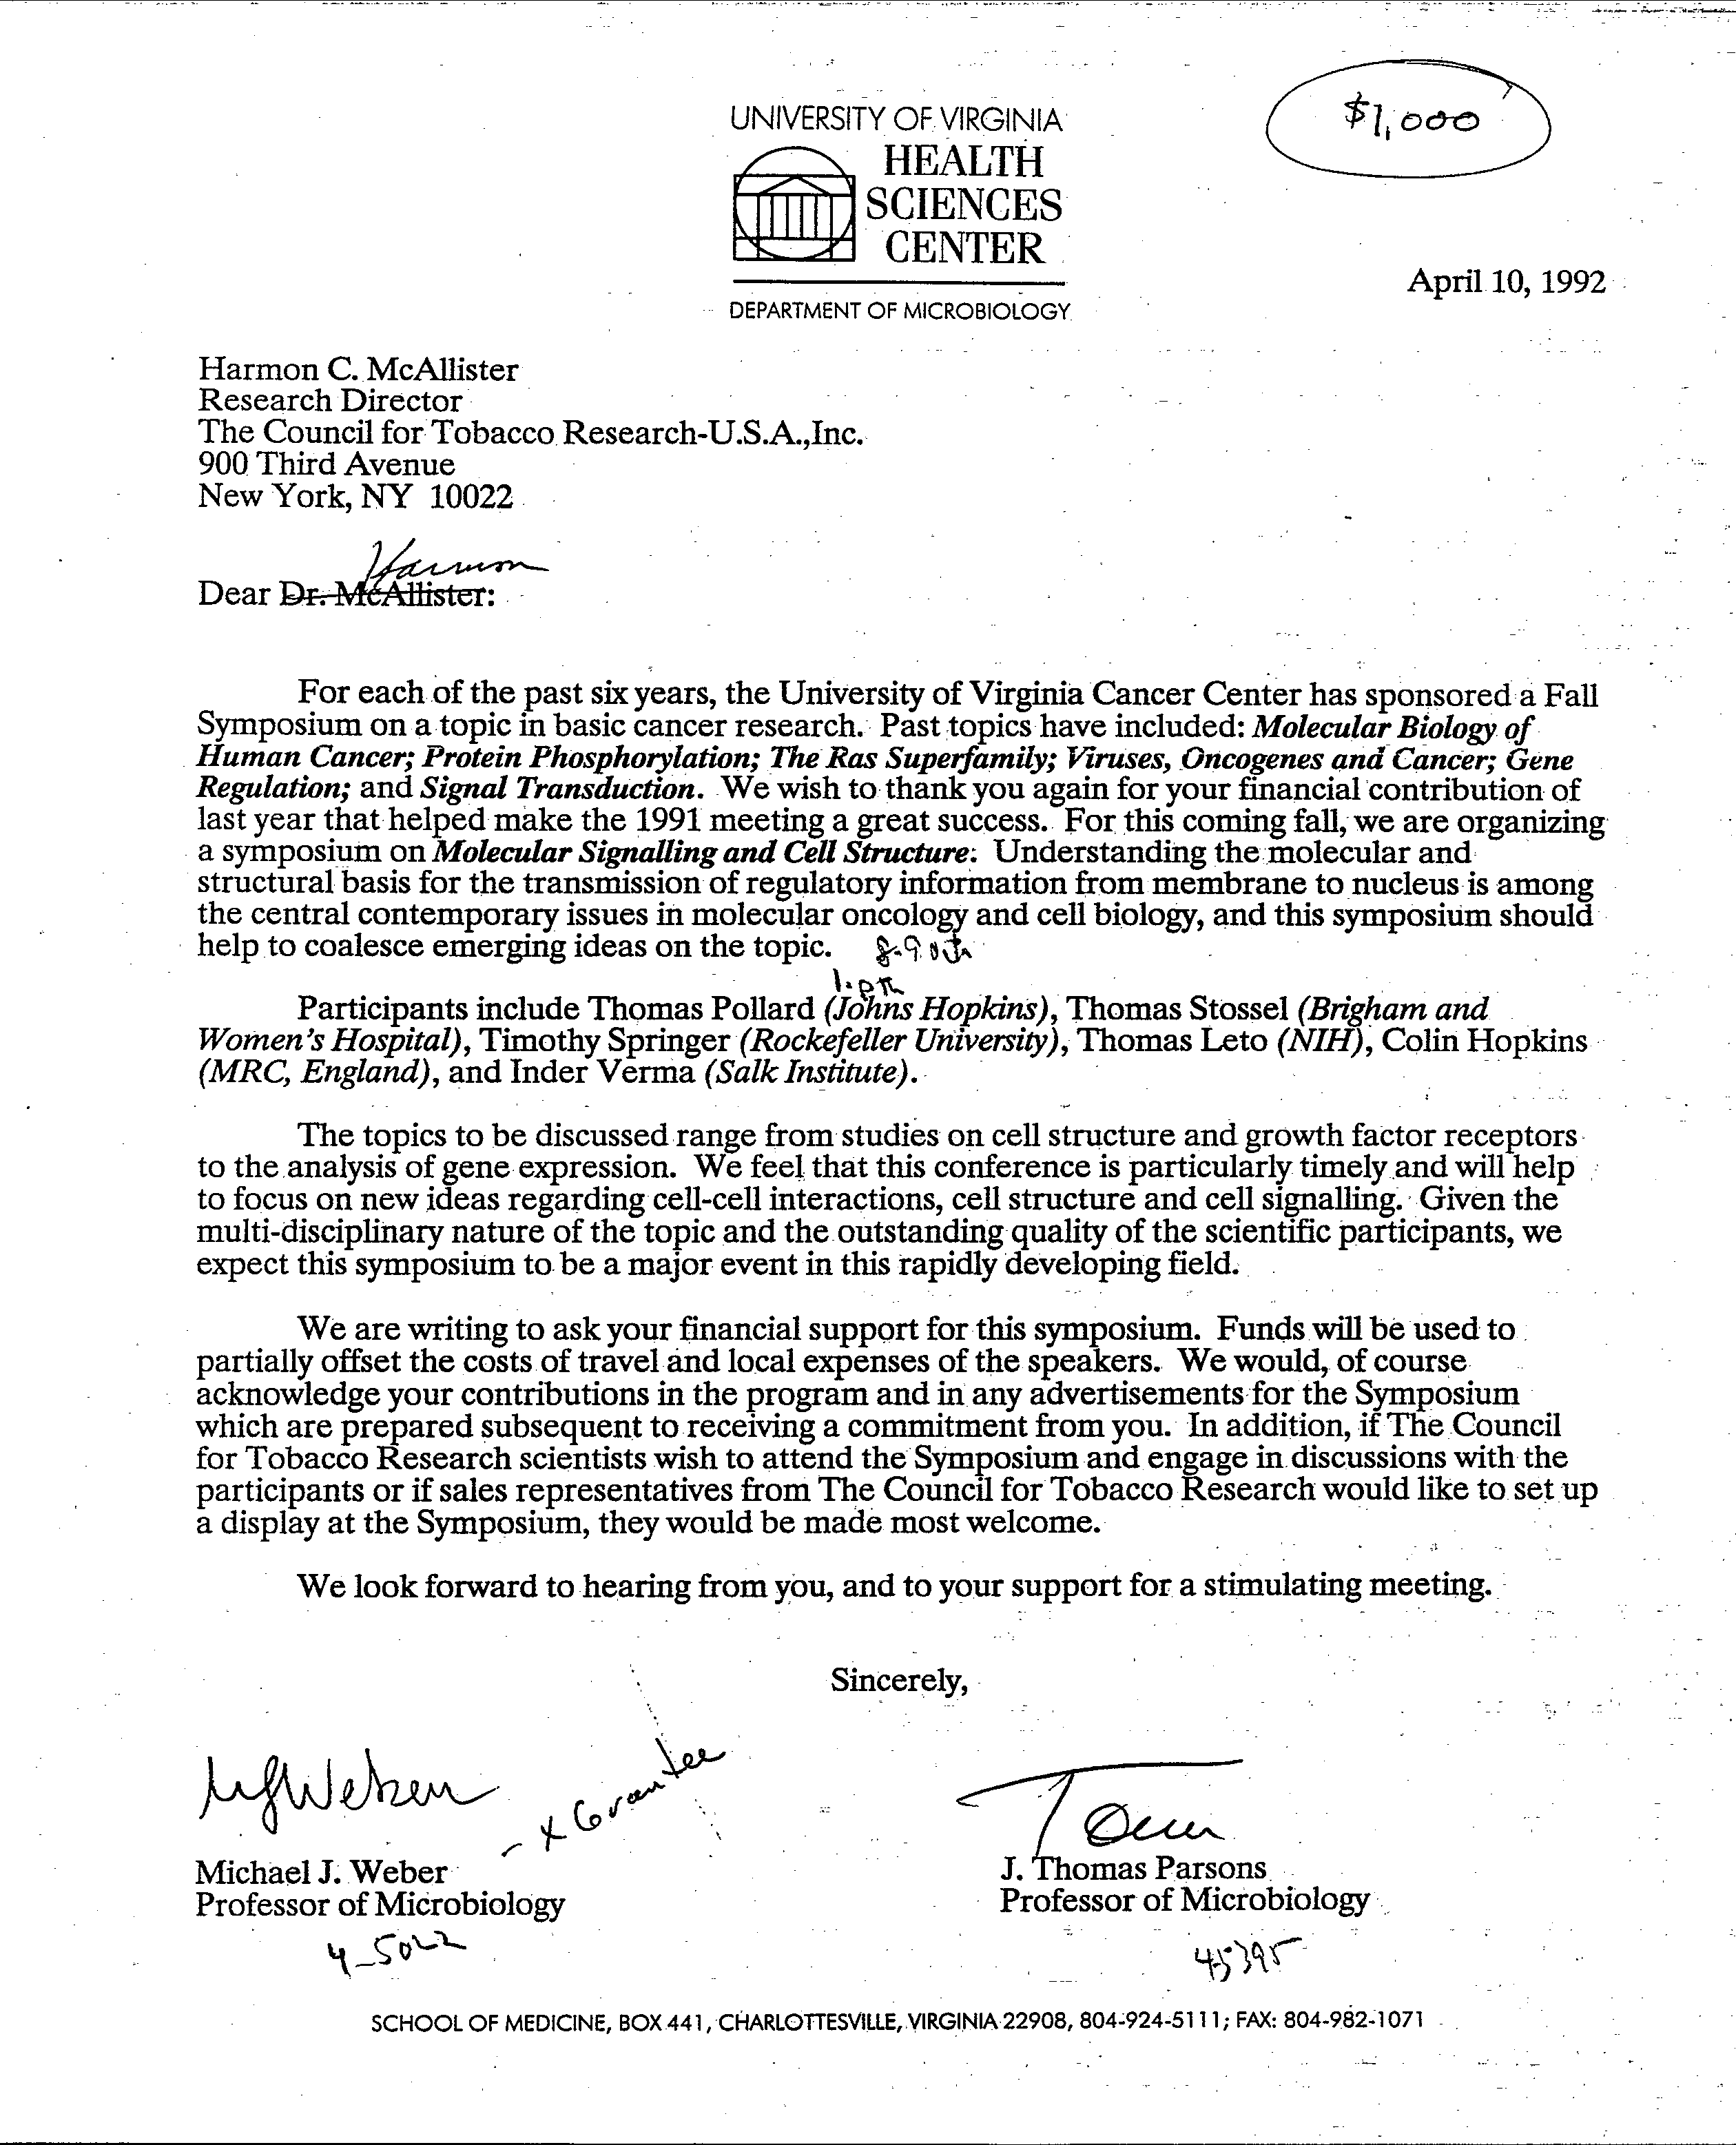 $1,000
UNIVERSITY OF VIRGINIA
HEALTH
SCIENCES
CENTER
DEPARTMENT OF MICROBIOLOGY
April 10, 1992
Harmon C. McAllister
Research Director
The Council for Tobacco Research-U.S.A.,Inc.
900 Third Avenue
New York, NY 10022
Harmon
Dear Dr. McAllister:
For each of the past six years, the University of Virginia Cancer Center has sponsored a Fall
Symposium on a topic in basic cancer research. Past topics have included: Molecular Biology of
Human Cancer; Protein Phosphorylation; The Ras Superfamily; Viruses, Oncogenes and Cancer; Gene
Regulation; and Signal Transduction. We wish to thank you again for your financial contribution of
last year that helped make the 1991 meeting a great success. For this coming fall, we are organizing
a symposium on Molecular Signalling and Cell Structure. Understanding the molecular and
structural basis for the transmission of regulatory information from membrane to nucleus is among
the central contemporary issues in molecular oncology and cell biology, and this symposium should
help to coalesce emerging ideas on the topic.
Participants include Thomas Pollard (Johns Hopkins), Thomas Stossel (Brigham and
Women's Hospital), Timothy Springer (Rockefeller University), Thomas Leto (NIH), Colin Hopkins
(MRC, England), and Inder Verma (Salk Institute).
The topics to be discussed range from studies on cell structure and growth factor receptors
to the analysis of gene expression. We feel that this conference is particularly timely and will help
to focus on new ideas regarding cell-cell interactions, cell structure and cell signalling. Given the
multi-disciplinary nature of the topic and the outstanding quality of the scientific participants, we
expect this symposium to be a major event in this rapidly developing field.
We are writing to ask your financial support for this symposium. Funds will be used to
partially offset the costs of travel and local expenses of the speakers. We would, of course
acknowledge your contributions in the program and in any advertisements for the Symposium
which are prepared subsequent to receiving a commitment from you. In addition, if The Council
for Tobacco Research scientists wish to attend the Symposium and engage in discussions with the
participants or if sales representatives from The Council for Tobacco Research would like to set up
a display at the Symposium, they would be made most welcome.
We look forward to hearing from you, and to your support for a stimulating meeting.
Sincerely,
MJWeber
- x Grantee
Tom
Michael J. Weber
Professor of Microbiology
4-5022
J. Thomas Parsons
Professor of Microbiology
45395
SCHOOL OF MEDICINE, BOX 441, CHARLOTTESVILLE, VIRGINIA 22908, 804-924-5111; FAX: 804-982-1071